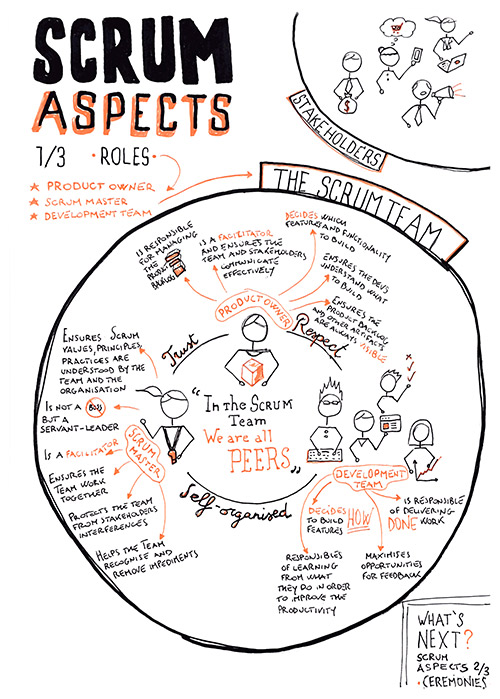 SCRUM
ASPECTS
1/3 • ROLES •
★ PRODUCT OWNER
★ SCRUM MASTER
★ DEVELOPMENT TEAM
$
STAKEHOLDERS
THE SCRUM TEAM
IS RESPONSIBLE
FOR MANAGING
THE
PRODUCT
BACKLOG
IS A FACILITATOR
AND ENSURES THE
TEAM AND STAKEHOLDERS
COMMUNICATE
EFFECTIVELY
DECIDES WHICH
FEATURES AND FUNCTIONALITY
TO BUILD
ENSURES THE DEVS
UNDERSTAND WHAT
TO BUILD
ENSURES THE
PRODUCT BACKLOG
AND OTHER ARTIFACTS
ARE ALWAYS VISIBLE
PRODUCT OWNER
Trust
Respect
Self-organised
" IN THE SCRUM
TEAM
WE ARE ALL
PEERS "
ENSURES SCRUM
VALUES, PRINCIPLES,
PRACTICES ARE
UNDERSTOOD BY THE
TEAM AND THE
ORGANISATION
IS NOT A BOSS
BUT A
SERVANT-LEADER
IS A FACILITATOR
SCRUM
MASTER
ENSURES THE
TEAM WORK
TOGETHER
PROTECTS THE TEAM
FROM STAKEHOLDERS
INTERFERENCES
HELPS THE TEAM
RECOGNISE AND
REMOVE IMPEDIMENTS
DEVELOPMENT
TEAM
DECIDES HOW
TO BUILD
FEATURES
IS RESPONSIBLE
OF DELIVERING
DONE WORK
RESPONSIBLES
OF LEARNING
FROM WHAT
THEY DO IN ORDER
TO IMPROVE THE
PRODUCTIVITY
MAXIMISES
OPPORTUNITIES
FOR FEEDBACK
WHAT'S
NEXT?
SCRUM
ASPECTS 2/3
• CEREMONIES